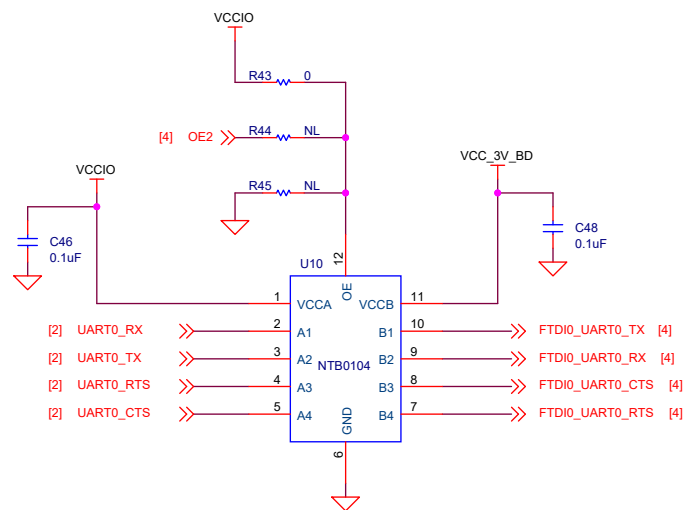 VCCIO
R43 0
[4] OE2 R44 NL
VCCIO
VCC_3V_BD
R45 NL
C46
0.1uF
C48
0.1uF
U10
12
OE
1 VCCA VCCB 11
[2] UART0_RX 2 A1 B1 10 FTDI0_UART0_TX [4]
[2] UART0_TX 3 A2 B2 9 FTDI0_UART0_RX [4]
NTB0104
[2] UART0_RTS 4 A3 B3 8 FTDI0_UART0_CTS [4]
[2] UART0_CTS 5 A4 B4 7 FTDI0_UART0_RTS [4]
GND
6